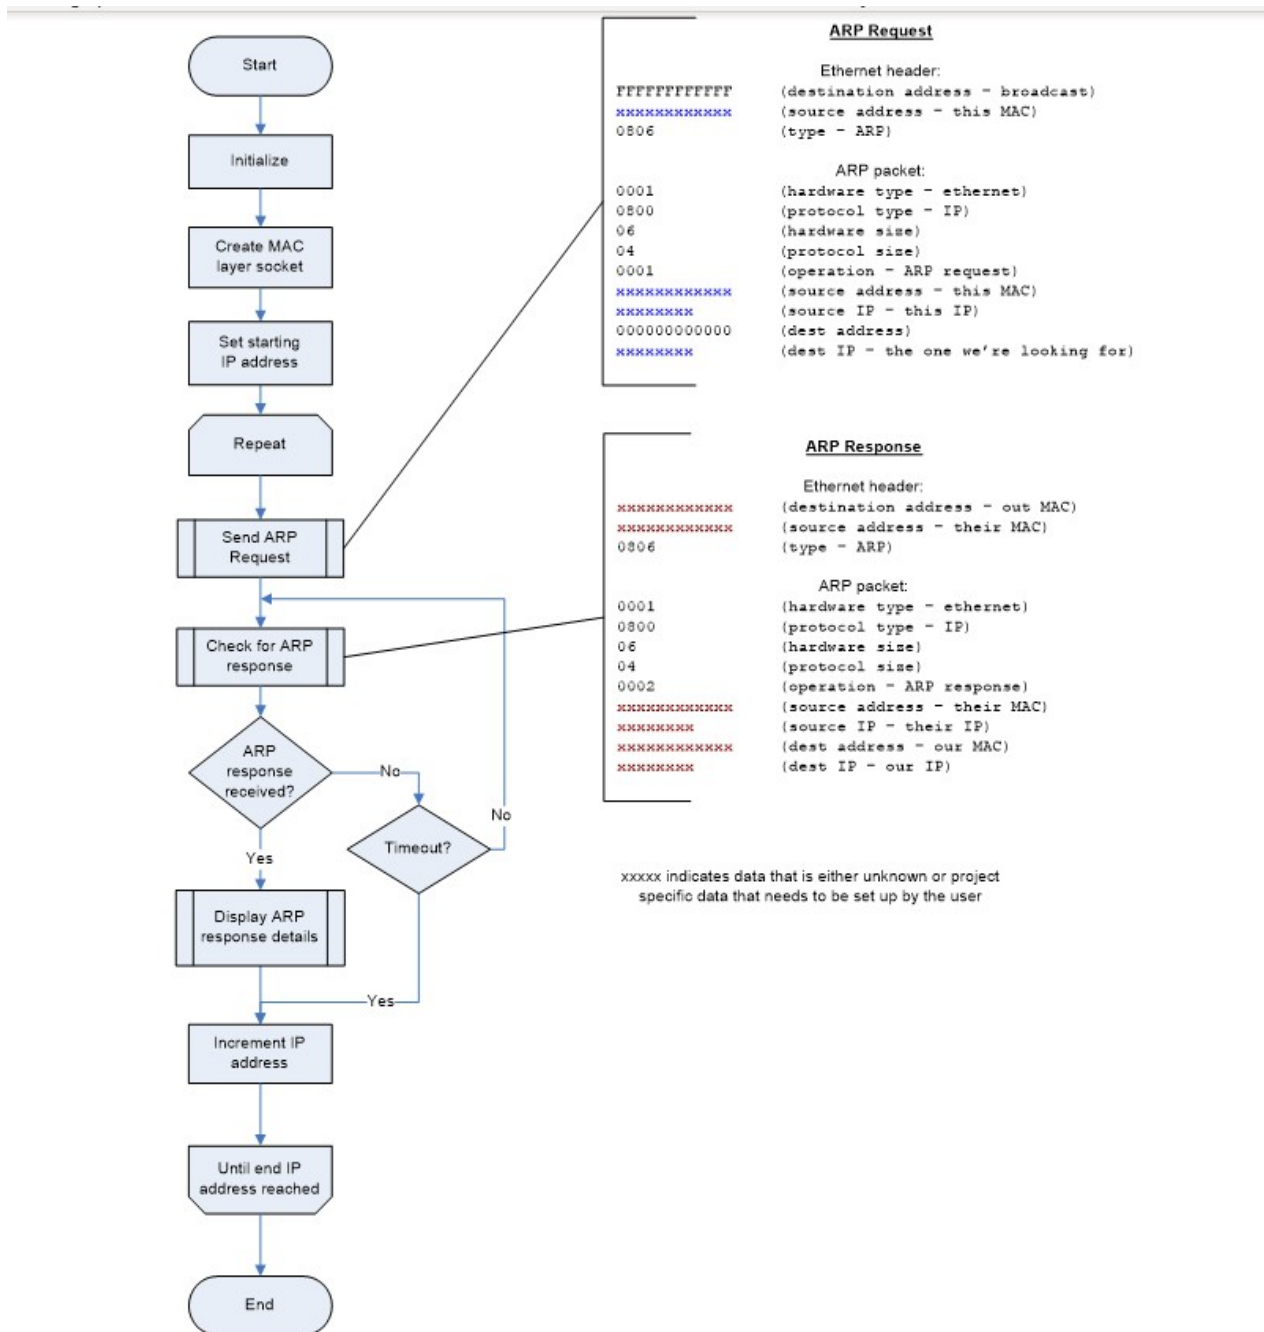 Start
Initialize
Create MAC
layer socket
Set starting
IP address
Repeat
Send ARP
Request
Check for ARP
response
ARP
response
received?
No
Timeout?
No
Yes
Display ARP
response details
Yes
Increment IP
address
Until end IP
address reached
End
ARP Request
Ethernet header:
FFFFFFFFFFFF (destination address - broadcast)
xxxxxxxxxxxx (source address - this MAC)
0806 (type - ARP)
ARP packet:
0001 (hardware type - ethernet)
0800 (protocol type - IP)
06 (hardware size)
04 (protocol size)
0001 (operation - ARP request)
xxxxxxxxxxxx (source address - this MAC)
xxxxxxxx (source IP - this IP)
000000000000 (dest address)
xxxxxxxx (dest IP - the one we're looking for)
ARP Response
Ethernet header:
xxxxxxxxxxxx (destination address - out MAC)
xxxxxxxxxxxx (source address - their MAC)
0806 (type - ARP)
ARP packet:
0001 (hardware type - ethernet)
0800 (protocol type - IP)
06 (hardware size)
04 (protocol size)
0002 (operation - ARP response)
xxxxxxxxxxxx (source address - their MAC)
xxxxxxxx (source IP - their IP)
xxxxxxxxxxxx (dest address - our MAC)
xxxxxxxx (dest IP - our IP)
xxxxx indicates data that is either unknown or project
specific data that needs to be set up by the user